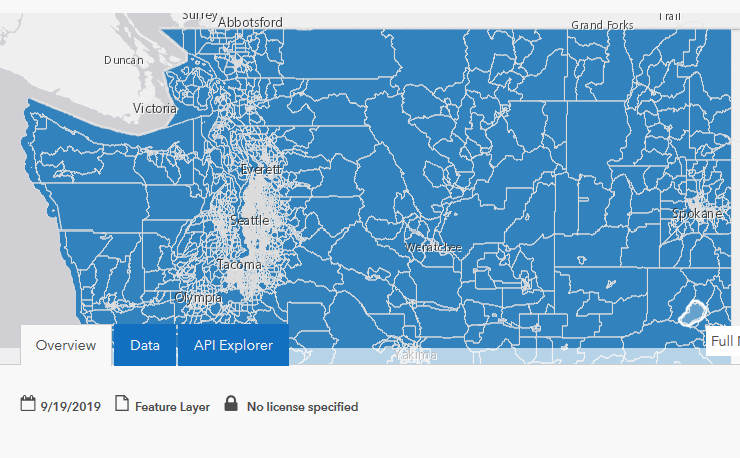 Surrey
Abbotsford
Trail
Grand Forks
Duncan
Victoria
Everett
Seattle
Spokane
Wenatchee
Tacoma
Olympia
Overview
Data
API Explorer
Full
Yakima
9/19/2019
Feature Layer
No license specified